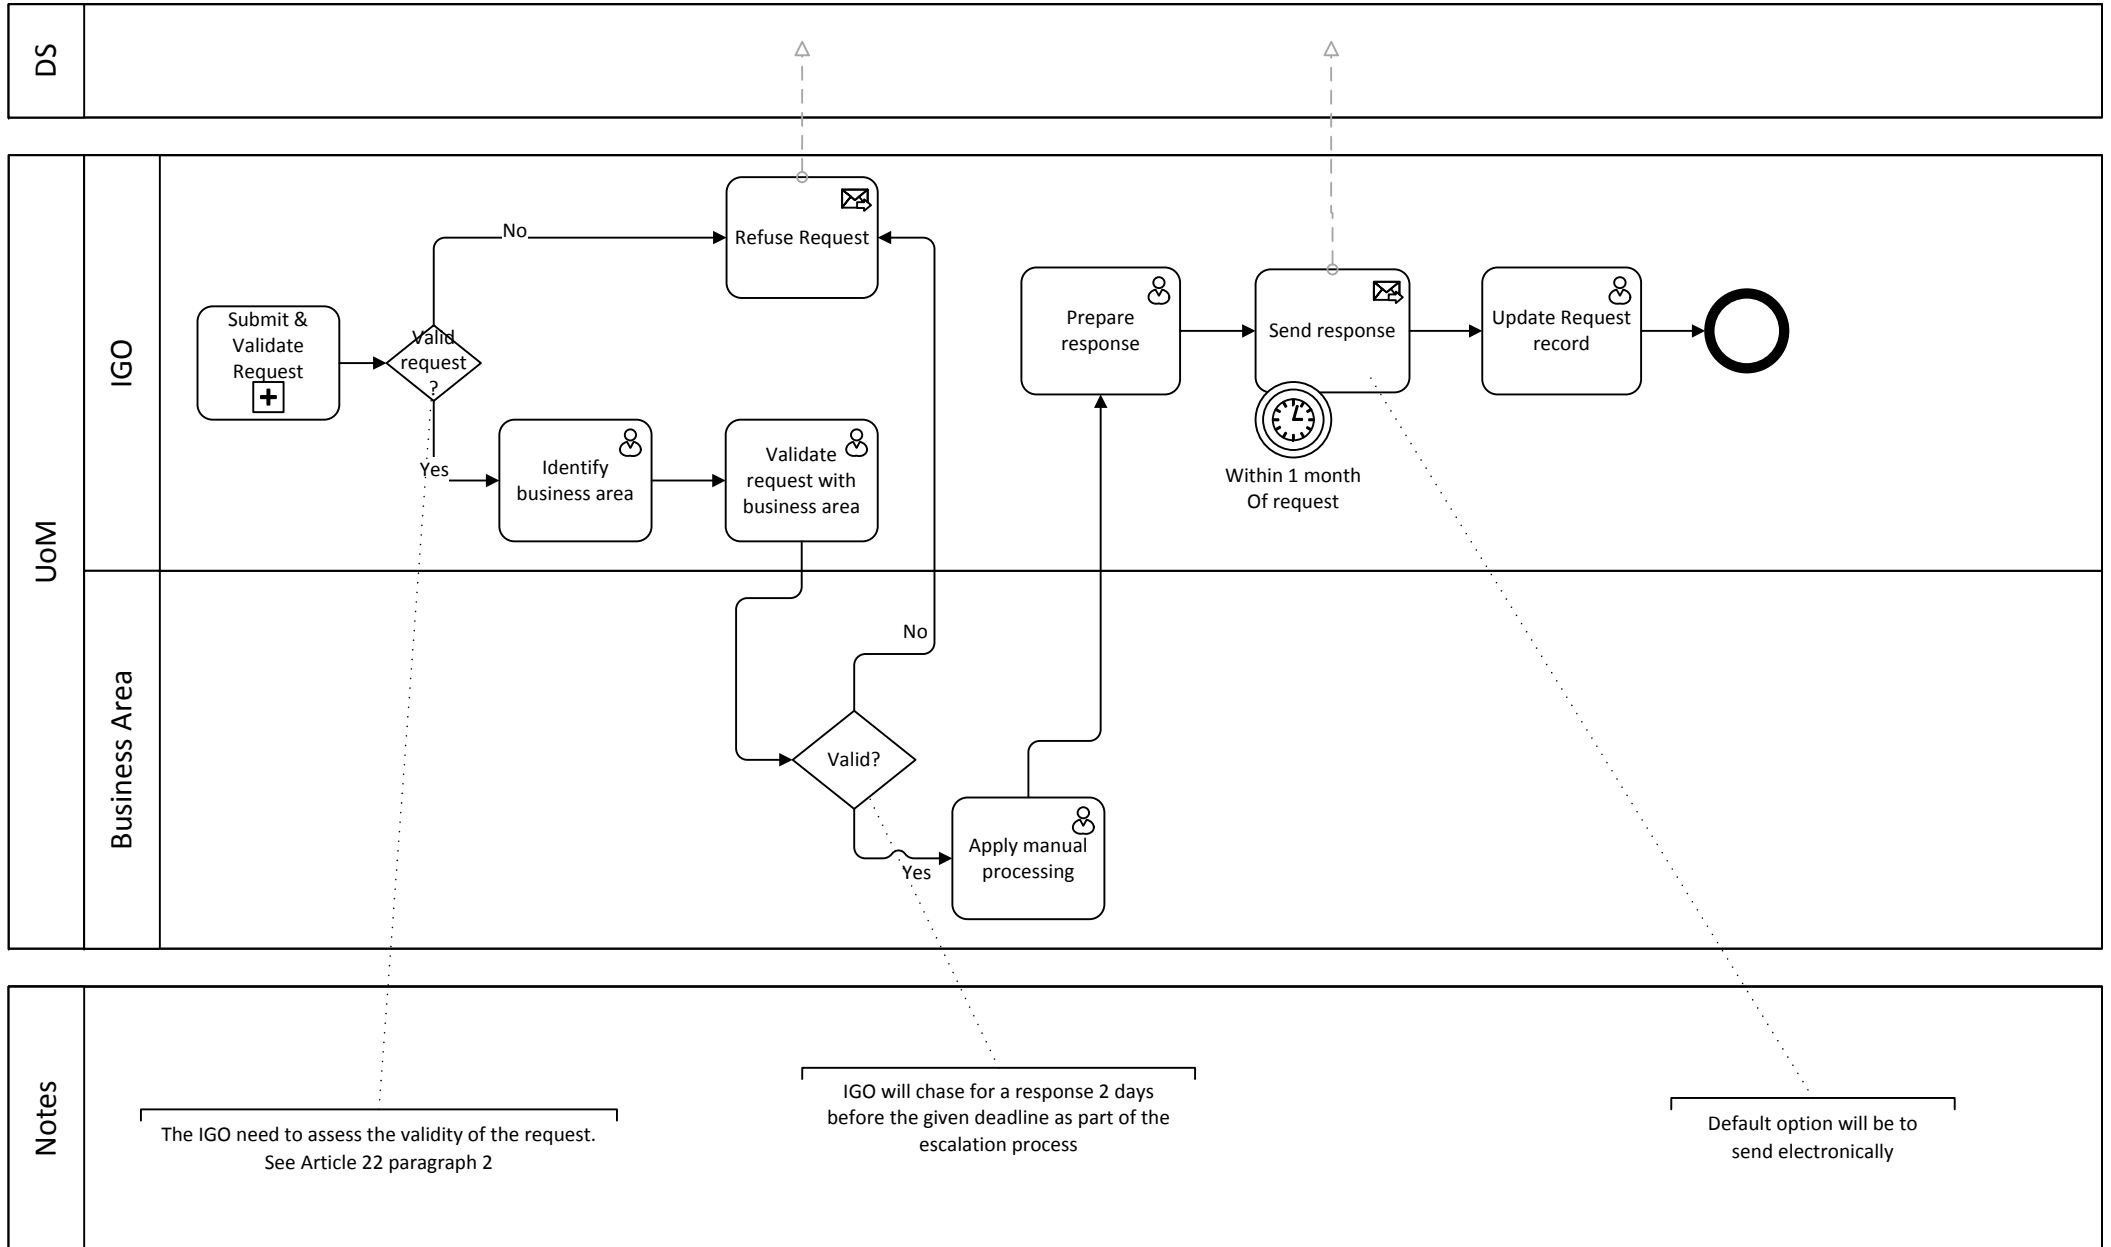 DS
UoM
IGO
Submit &
Validate
Request
Valid
request
?
No
Yes
Refuse Request
Identify
business area
Validate
request with
business area
Prepare
response
Send response
Within 1 month
Of request
Update Request
record
Business Area
No
Valid?
Yes
Apply manual
processing
Notes
The IGO need to assess the validity of the request.
See Article 22 paragraph 2
IGO will chase for a response 2 days
before the given deadline as part of the
escalation process
Default option will be to
send electronically